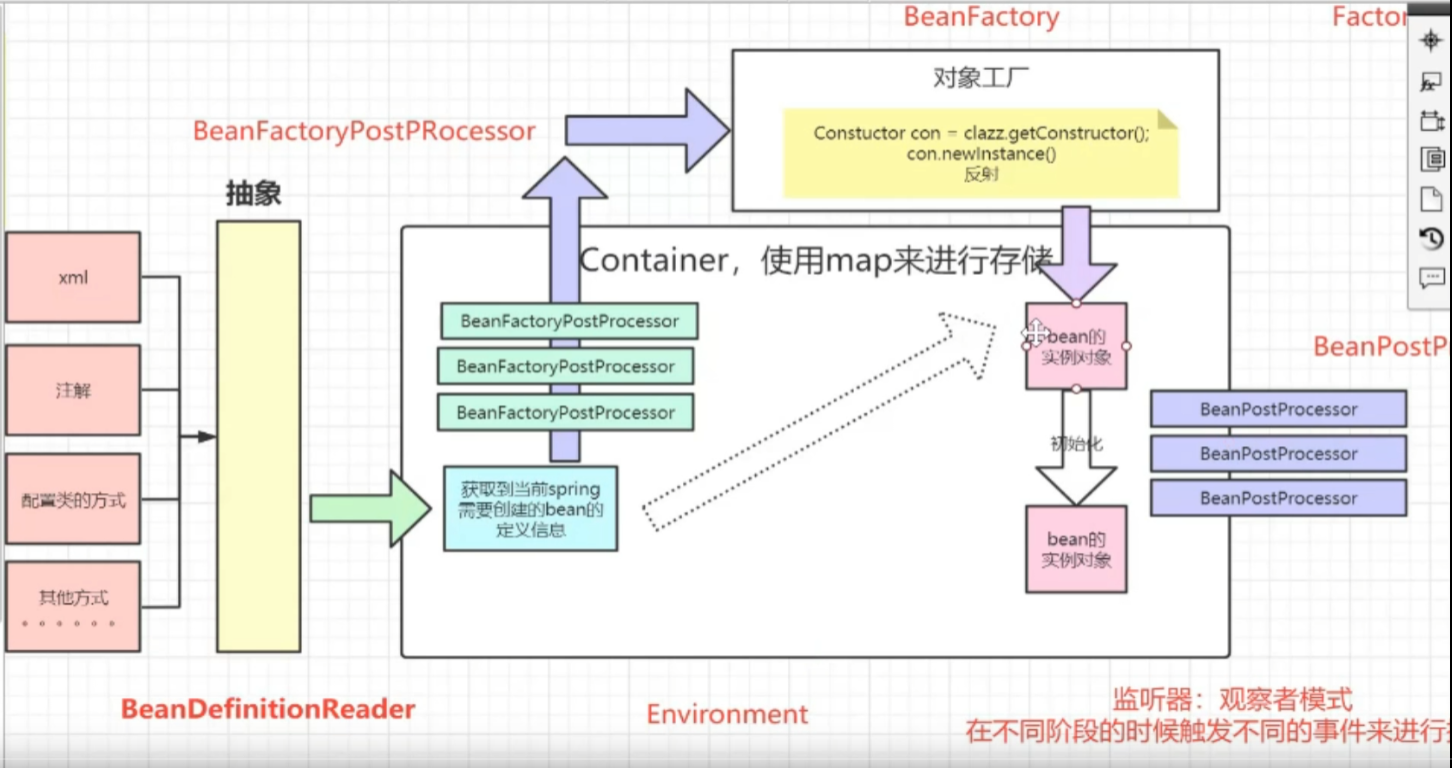 BeanFactory
Factor
对象工厂
BeanFactoryPostPRocessor
Constuctor con = clazz.getConstructor();
con.newInstance()
反射
抽象
Container，使用map来进行存储
xml
BeanFactoryPostProcessor
bean的
实例对象
BeanPostP
BeanFactoryPostProcessor
注解
BeanFactoryPostProcessor
BeanPostProcessor
初始化
BeanPostProcessor
配置类的方式
获取到当前spring
需要创建的bean的
定义信息
BeanPostProcessor
bean的
实例对象
其他方式
。。。。。。
BeanDefinitionReader
Environment
监听器：观察者模式
在不同阶段的时候触发不同的事件来进行